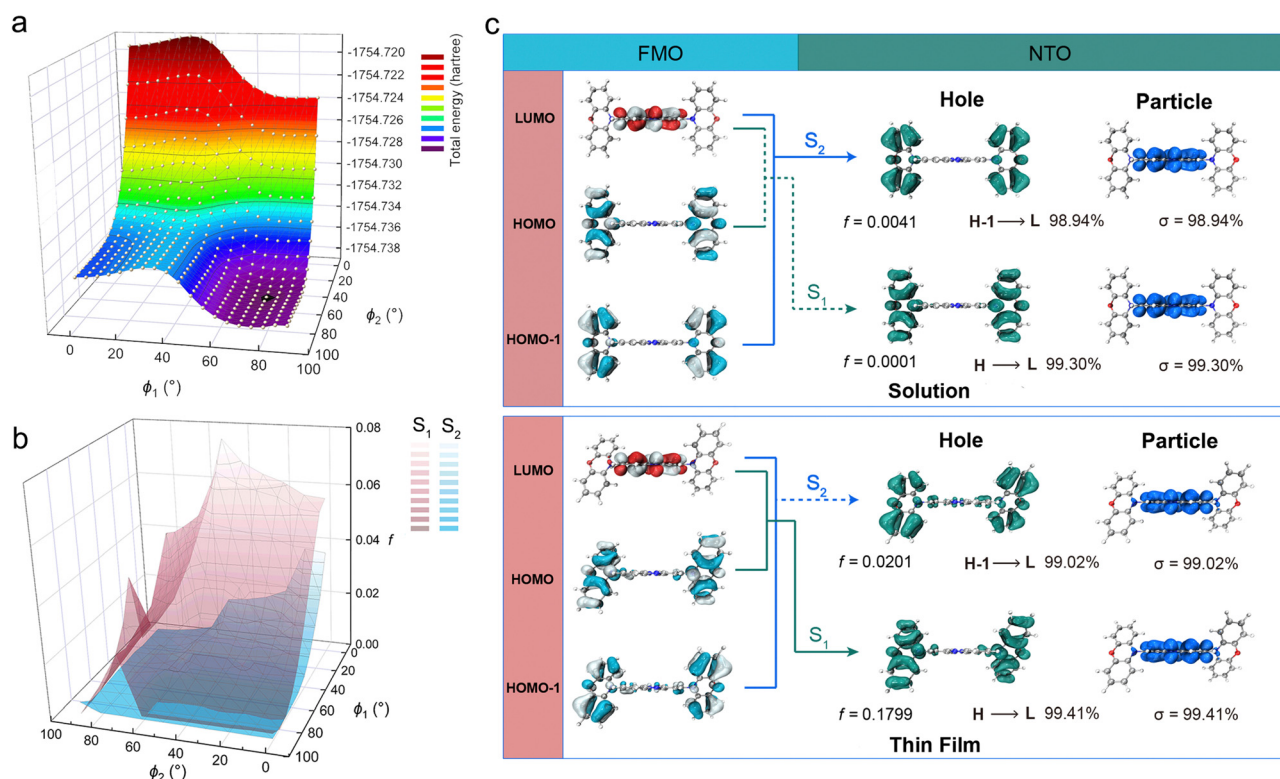 a
-1754.720
-1754.722
-1754.724
-1754.726
-1754.728
-1754.730
-1754.732
-1754.734
-1754.736
-1754.738
Total energy (hartree)
0
20
40
60
80
100
ϕ2 (°)
0 20 40 60 80 100
ϕ1 (°)
b
S1 S2
0.08
0.06
0.04
0.02
0.00
f
0
20
40
60
80
100
ϕ1 (°)
100 80 60 40 20 0
ϕ2 (°)
c
FMO NTO
LUMO
HOMO
HOMO-1
S2
S1
Hole Particle
f = 0.0041 H-1 → L 98.94% σ = 98.94%
f = 0.0001 H → L 99.30% σ = 99.30%
Solution
LUMO
HOMO
HOMO-1
S2
S1
Hole Particle
f = 0.0201 H-1 → L 99.02% σ = 99.02%
f = 0.1799 H → L 99.41% σ = 99.41%
Thin Film